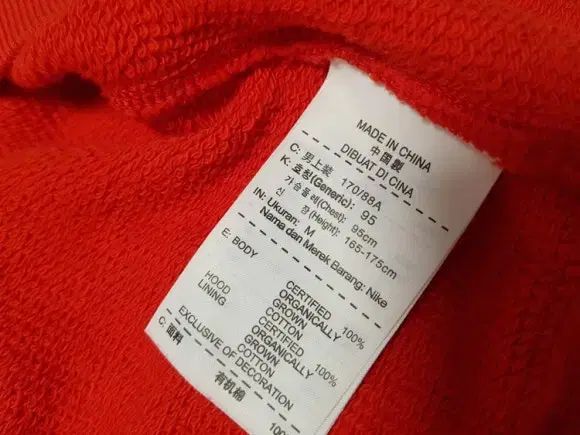 MADE IN CHINA
中国製
DIBUAT DI CINA
C: 男上装 170/88A
K: 호칭(Generic): 95
가슴둘레(Chest): 95cm
신 장(Height): 165-175cm
IN: Ukuran: M
Nama dan Merek Barang: Nike
E: BODY CERTIFIED 100%
ORGANICALLY
GROWN
COTTON
HOOD LINING CERTIFIED 100%
ORGANICALLY
GROWN
COTTON
EXCLUSIVE OF DECORATION
C: 面料
有机棉